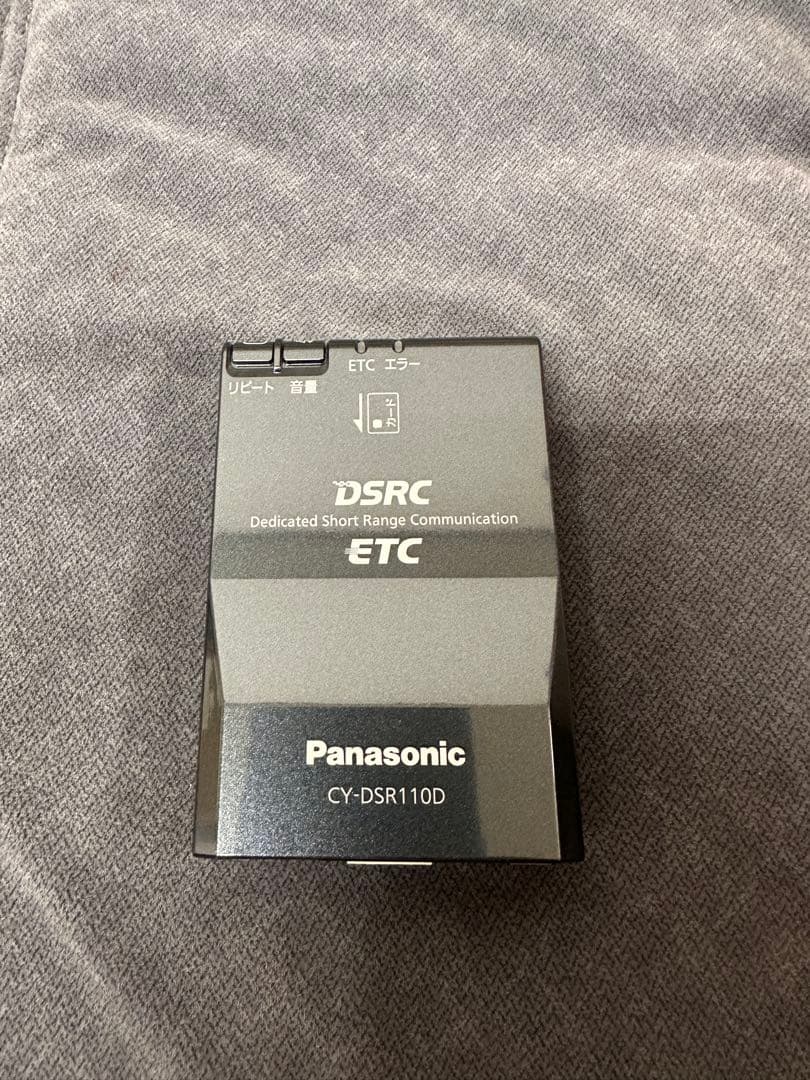 リピート 音量 ETC エラー
カード
DSRC
Dedicated Short Range Communication
ETC
Panasonic
CY-DSR110D